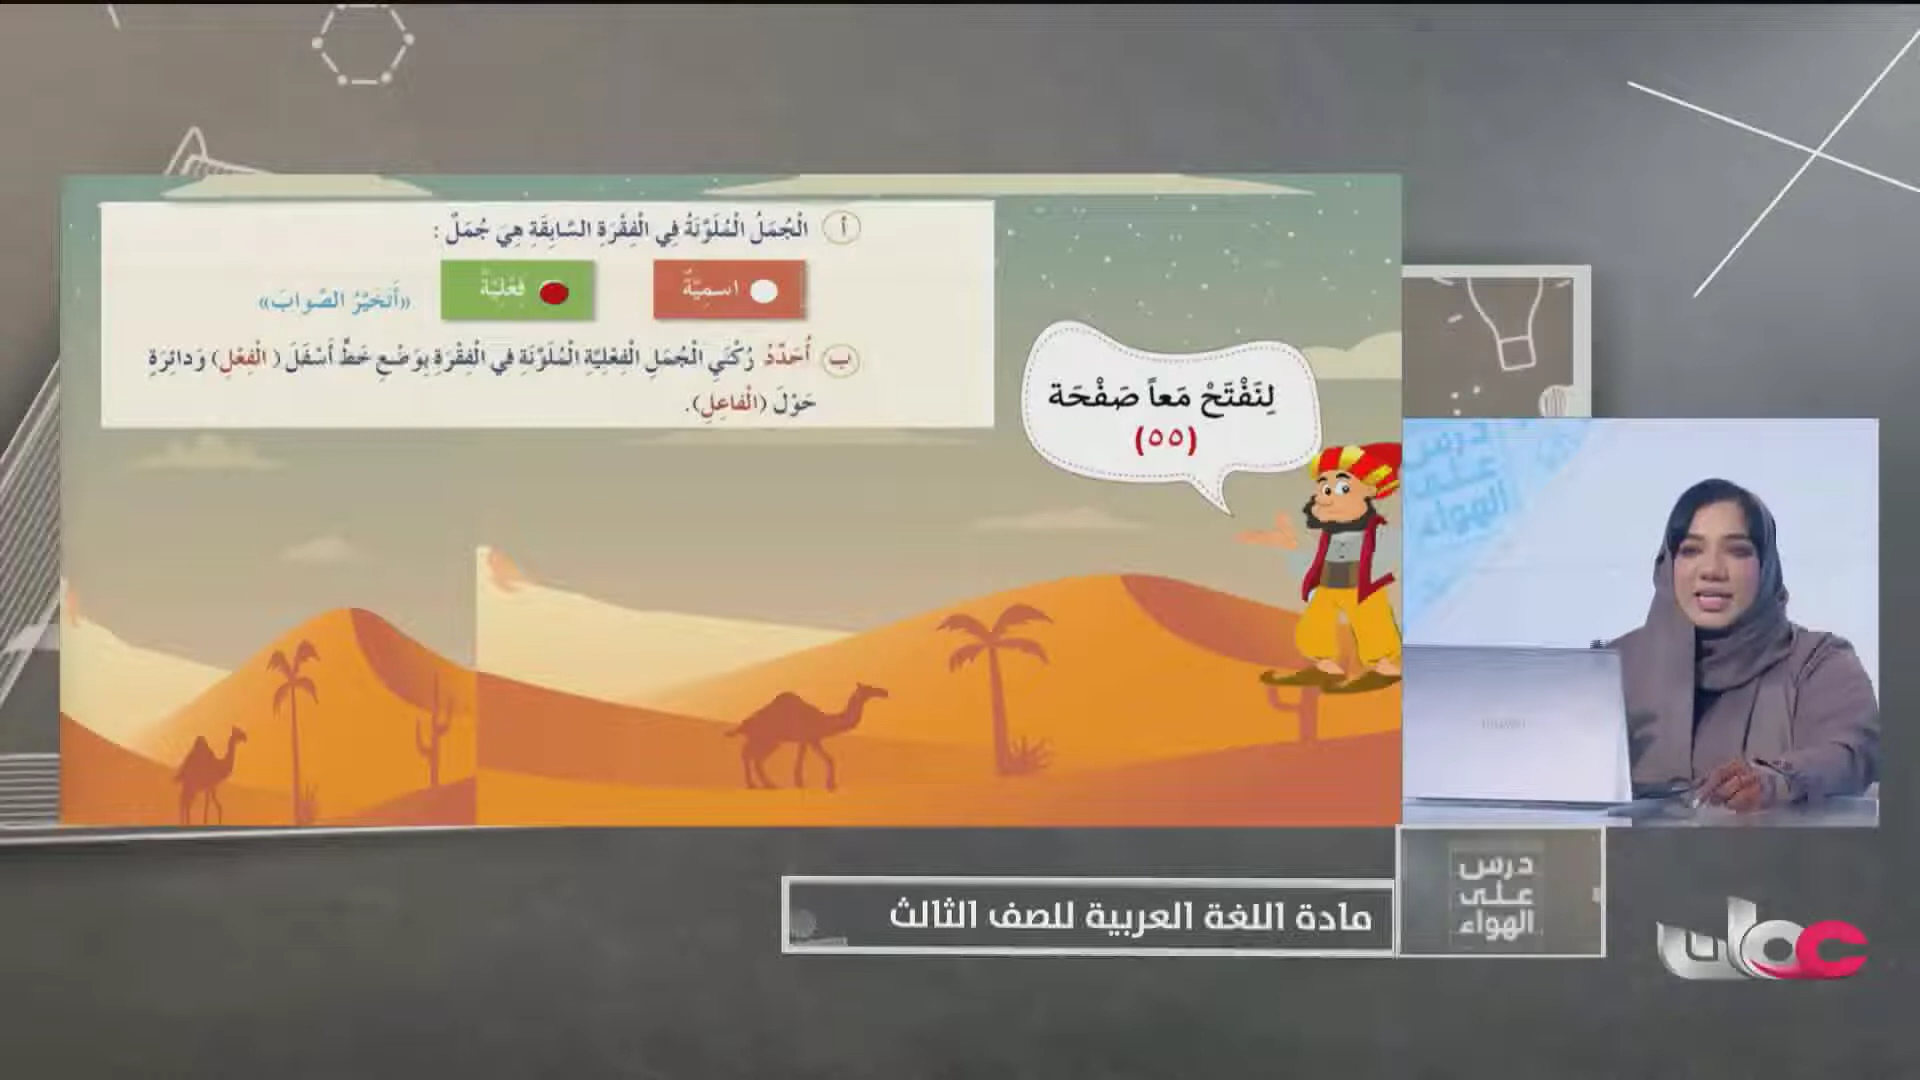 أ الْجُمَلُ الْمُلَوَّنَةُ فِي الْفِقْرَةِ السَّابِقَةِ هِيَ جُمَلٌ :
اسمِيَّةٌ
فِعْلِيَّةٌ
«أَتَخَيَّرُ الصَّوابَ»
ب أُحَدِّدُ رُكْنَيِ الْجُمَلِ الْفِعْلِيَّةِ الْمُلَوَّنَةِ فِي الْفِقْرَةِ بِوَضْعِ خَطٍّ أَسْفَلَ (الْفِعْلِ) وَدائِرَةِ
حَوْلَ (الْفاعِلِ).
لِنَفْتَحْ مَعاً صَفْحَة
(٥٥)
درس
على
الهواء
درس
على
الهواء
مادة اللغة العربية للصف الثالث